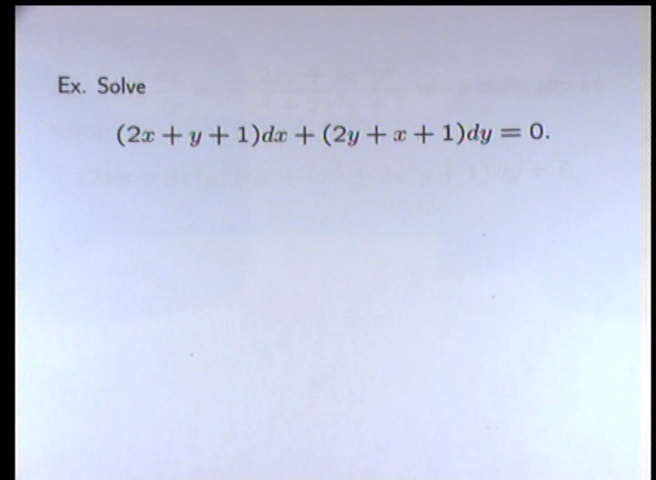 Ex. Solve
(2x + y + 1)dx + (2y + x + 1)dy = 0.